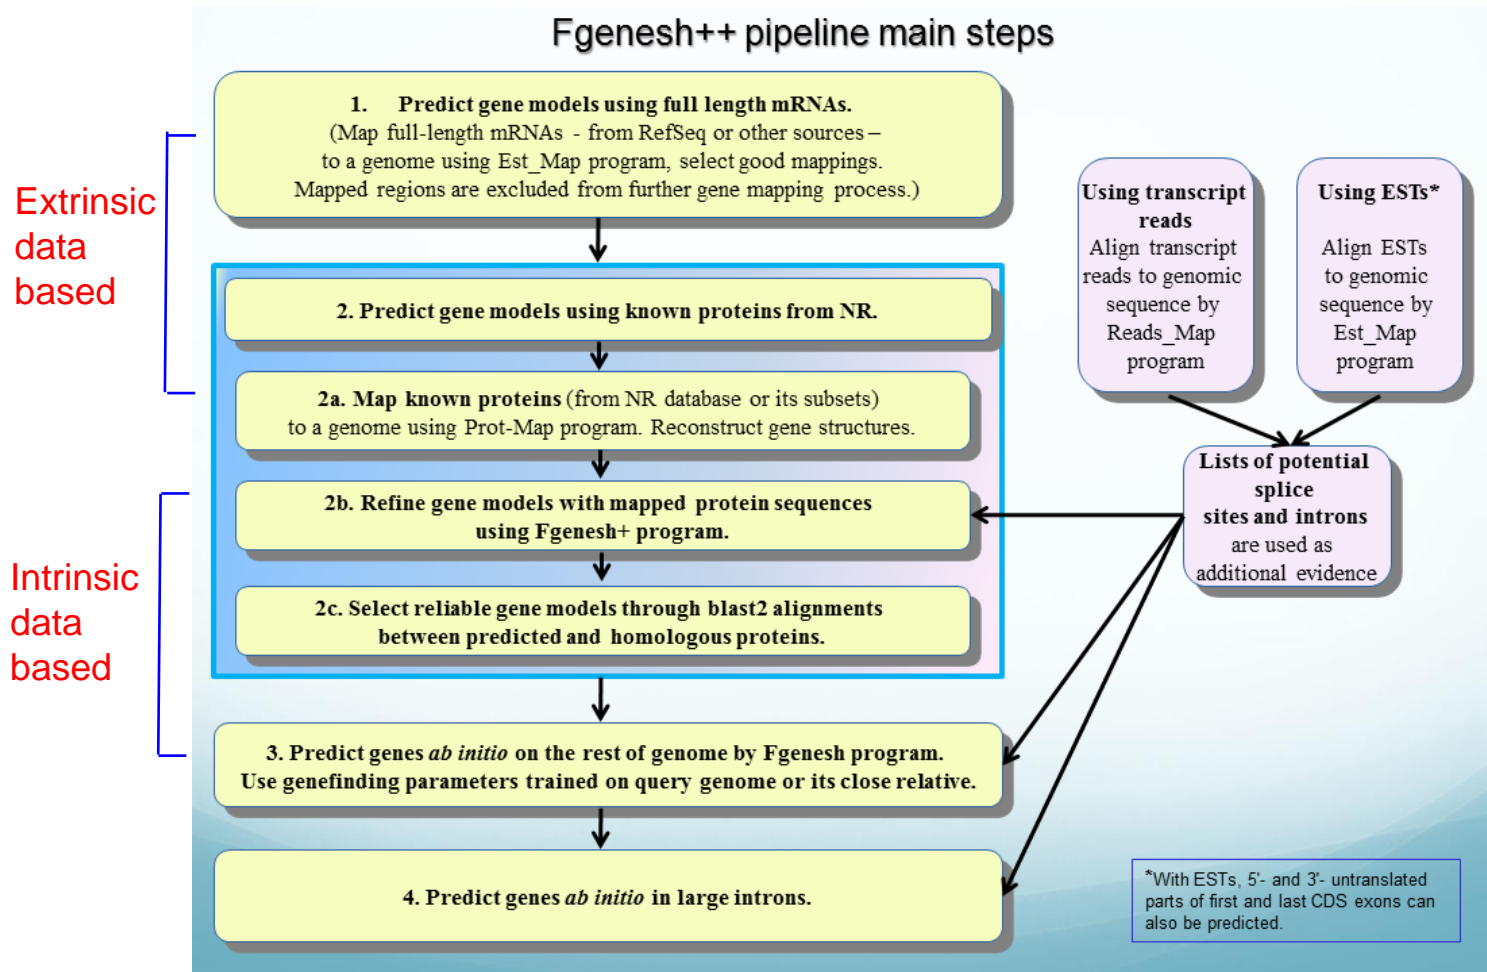 Fgenesh++ pipeline main steps
Extrinsic
data
based
1. Predict gene models using full length mRNAs.
(Map full-length mRNAs - from RefSeq or other sources –
to a genome using Est_Map program, select good mappings.
Mapped regions are excluded from further gene mapping process.)
2. Predict gene models using known proteins from NR.
2a. Map known proteins (from NR database or its subsets)
to a genome using Prot-Map program. Reconstruct gene structures.
Intrinsic
data
based
2b. Refine gene models with mapped protein sequences
using Fgenesh+ program.
2c. Select reliable gene models through blast2 alignments
between predicted and homologous proteins.
3. Predict genes ab initio on the rest of genome by Fgenesh program.
Use genefinding parameters trained on query genome or its close relative.
4. Predict genes ab initio in large introns.
Using transcript
reads
Align transcript
reads to genomic
sequence by
Reads_Map
program
Using ESTs*
Align ESTs
to genomic
sequence by
Est_Map
program
Lists of potential
splice
sites and introns
are used as
additional evidence
*With ESTs, 5'- and 3'- untranslated
parts of first and last CDS exons can
also be predicted.